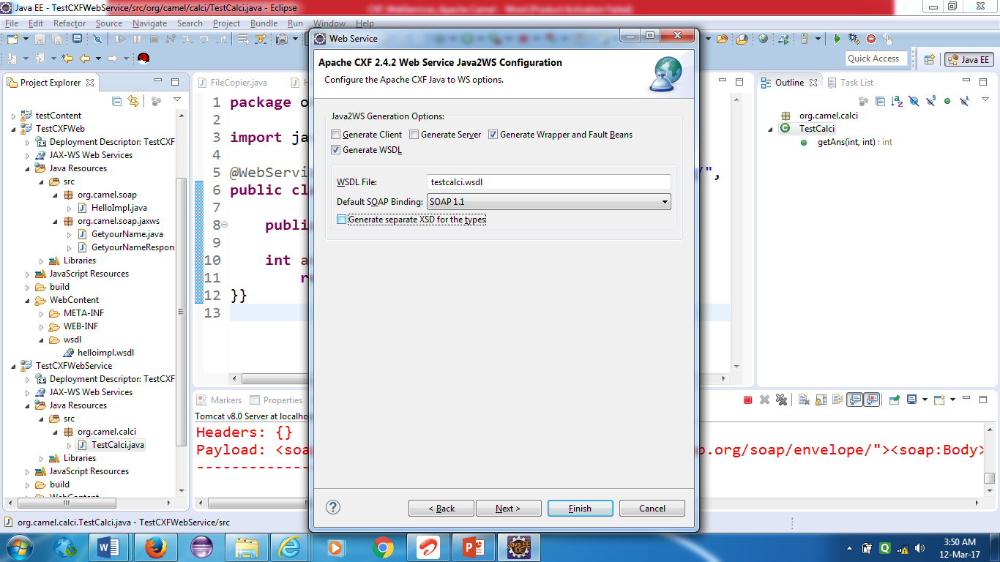 Java EE - TestCXFWebService/src/org/camel/calci/TestCalci.java - Eclipse
File Edit Refactor Source Navigate Search Project Bundle Run Window Help
Quick Access
Java EE
Project Explorer
testContent
TestCXFWeb
Deployment Descriptor: TestCXF
JAX-WS Web Services
Java Resources
src
org.camel.soap
HelloImpl.java
org.camel.soap.jaxws
GetyourName.java
GetyourNameRespon
Libraries
JavaScript Resources
build
WebContent
META-INF
WEB-INF
wsdl
helloimpl.wsdl
TestCXFWebService
Deployment Descriptor: TestCXF
JAX-WS Web Services
Java Resources
src
org.camel.calci
TestCalci.java
Libraries
JavaScript Resources
build
WebContent
FileCopier.java
1 package o
2
3 import ja
4
5 @WebServi /",
6 public cl
7
8 publi
9
10 int a
11 r
12 }}
13
Web Service
Apache CXF 2.4.2 Web Service Java2WS Configuration
Configure the Apache CXF Java to WS options.
Java2WS Generation Options:
Generate Client Generate Server Generate Wrapper and Fault Beans
Generate WSDL
WSDL File: testcalci.wsdl
Default SOAP Binding: SOAP 1.1
Generate separate XSD for the types
< Back Next > Finish Cancel
Outline Task List
org.camel.calci
TestCalci
getAns(int, int) : int
Markers Properties
Tomcat v8.0 Server at localho
Headers: {}
Payload: <soa p.org/soap/envelope/"><soap:Body>
--------------
org.camel.calci.TestCalci.java - TestCXFWebService/src
Java EE
IDE
3:50 AM
12-Mar-17